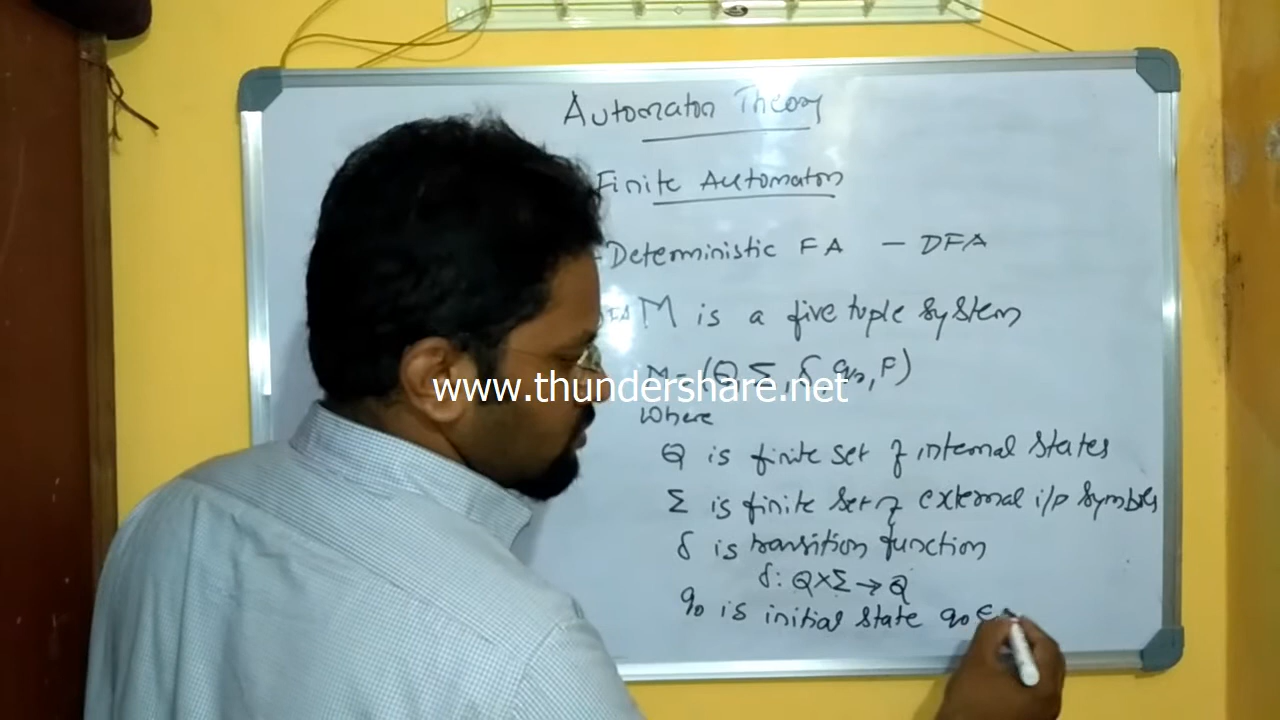 Automaton Theory
Finite Automaton
Deterministic FA - DFA
M is a five tuple system
M = (Q Σ δ, q0, F)
www.thundershare.net
Where
Q is finite set of internal states
Σ is finite set of external i/p symbols
δ is transition function
δ: Q×Σ → Q
q0 is initial state q0 ∈